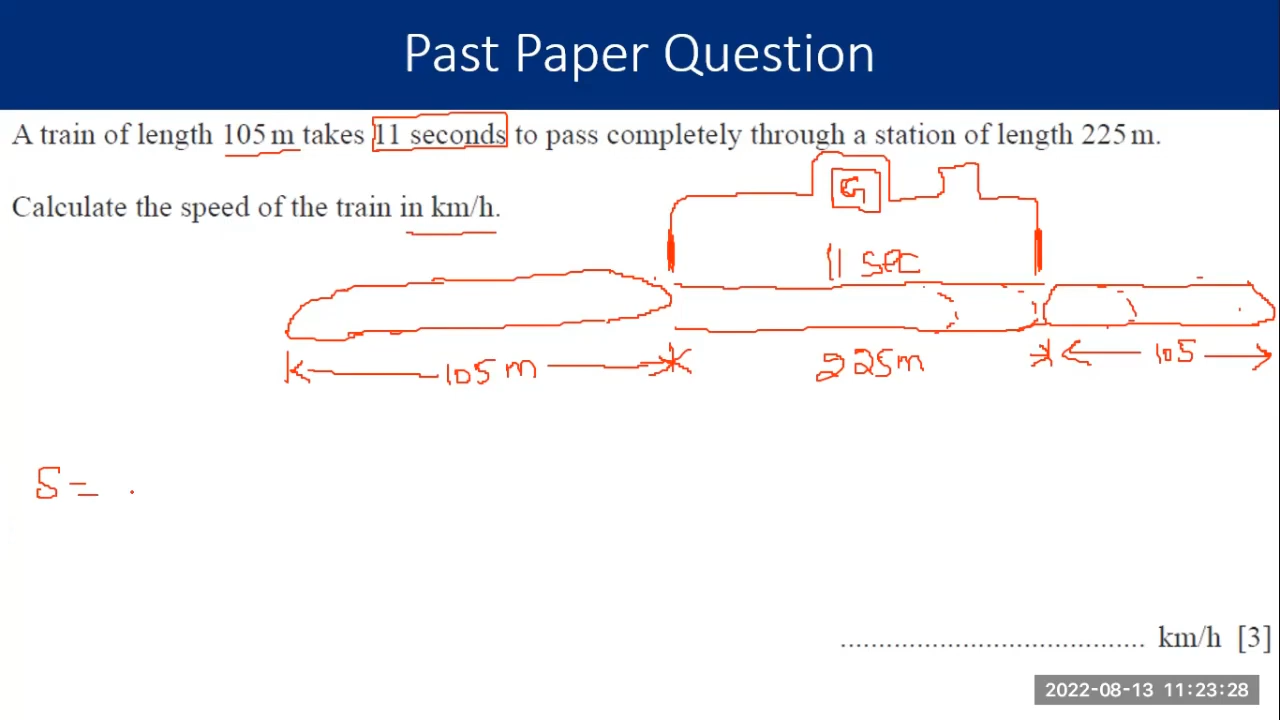 Past Paper Question
A train of length 105 m takes 11 seconds to pass completely through a station of length 225 m.
G
Calculate the speed of the train in km/h.
11 sec
105 m
225m
105
S =
.................................... km/h [3]
2022-08-13 11:23:28